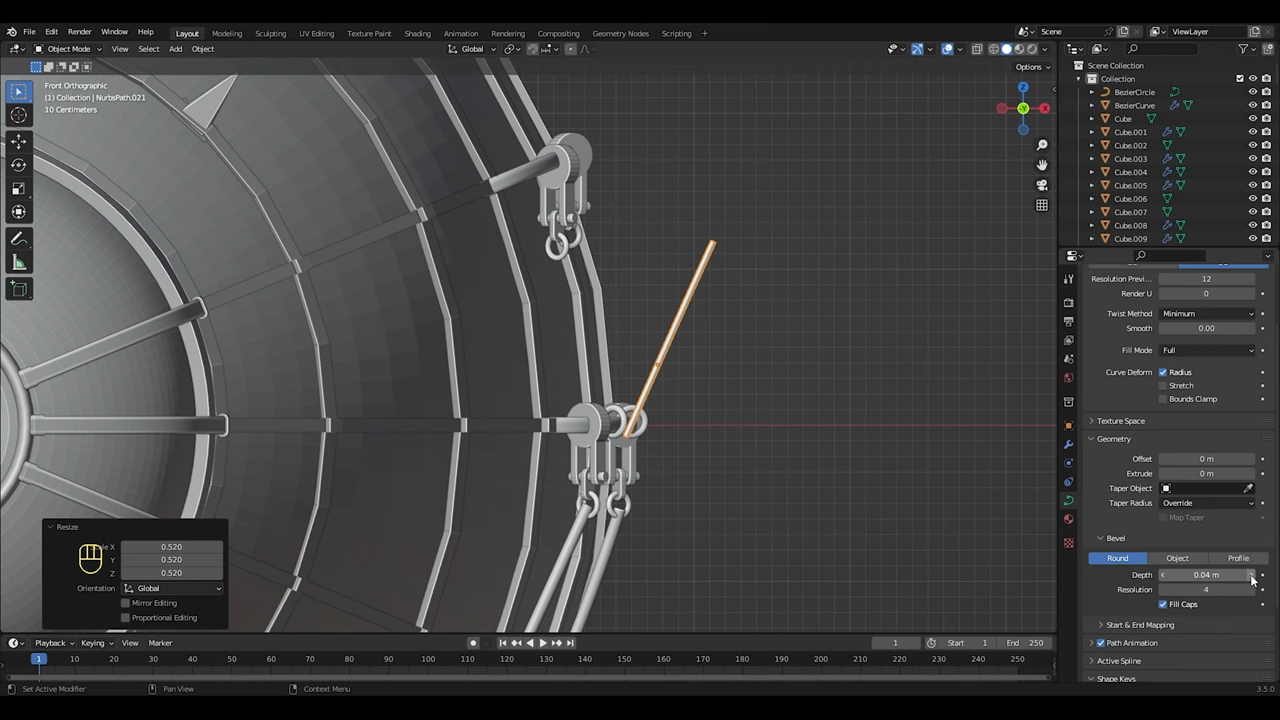 File Edit Render Window Help Layout Modeling Sculpting UV Editing Texture Paint Shading Animation Rendering Compositing Geometry Nodes Scripting Scene ViewLayer
Object Mode View Select Add Object Global
Options
Front Orthographic
(1) Collection | NurbsPath.021
10 Centimeters
Z
X
Y
Scene Collection
Collection
BezierCircle
BezierCurve
Cube
Cube.001
Cube.002
Cube.003
Cube.004
Cube.005
Cube.006
Cube.007
Cube.008
Cube.009
Resolution Previ... 12
Render U 0
Twist Method Minimum
Smooth 0.00
Fill Mode Full
Curve Deform Radius
Stretch
Bounds Clamp
Texture Space
Geometry
Offset 0 m
Extrude 0 m
Taper Object
Taper Radius Override
Map Taper
Bevel
Round Object Profile
Depth 0.04 m
Resolution 4
Fill Caps
Start & End Mapping
Path Animation
Active Spline
Shape Keys
Resize
X 0.520
Y 0.520
Z 0.520
Orientation Global
Mirror Editing
Proportional Editing
Playback Keying View Marker 1 Start 1 End 250
1 10 20 30 40 50 60 70 80 90 100 110 120 130 140 150 160 170 180 190 200 210 220 230 240 250
Set Active Modifier Pan View Context Menu 3.5.0